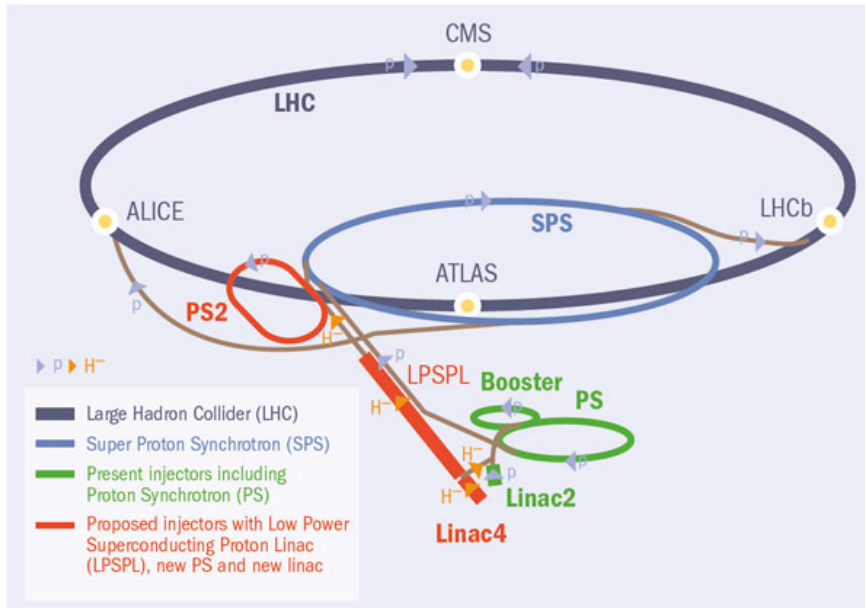 CMS
p
p
LHC
ALICE
p
SPS
LHCb
p
ATLAS
p
PS2
p
H–
p
H–
p
LPSPL
Booster
PS
p
H–
p
H–
p
H–
Linac2
Linac4
Large Hadron Collider (LHC)
Super Proton Synchrotron (SPS)
Present injectors including
Proton Synchrotron (PS)
Proposed injectors with Low Power
Superconducting Proton Linac
(LPSPL), new PS and new linac